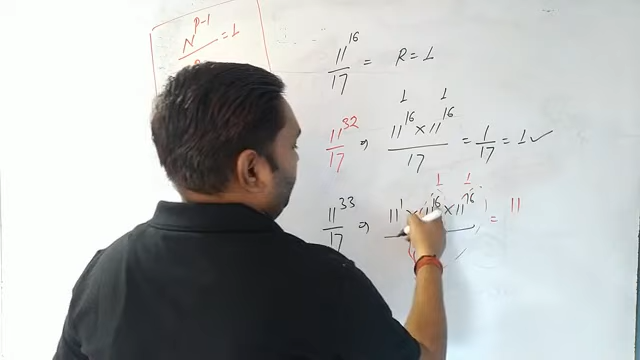 N^(P-1)
—— = 1
11^16
—— = R = 1
17
1 1
11^32 ⇒ 11^16 × 11^16
—— —————— = 1/17 = 1 ✓
17 17
1 1
11^33 ⇒ 11^1 × 11^16 × 11^16 = 11
17